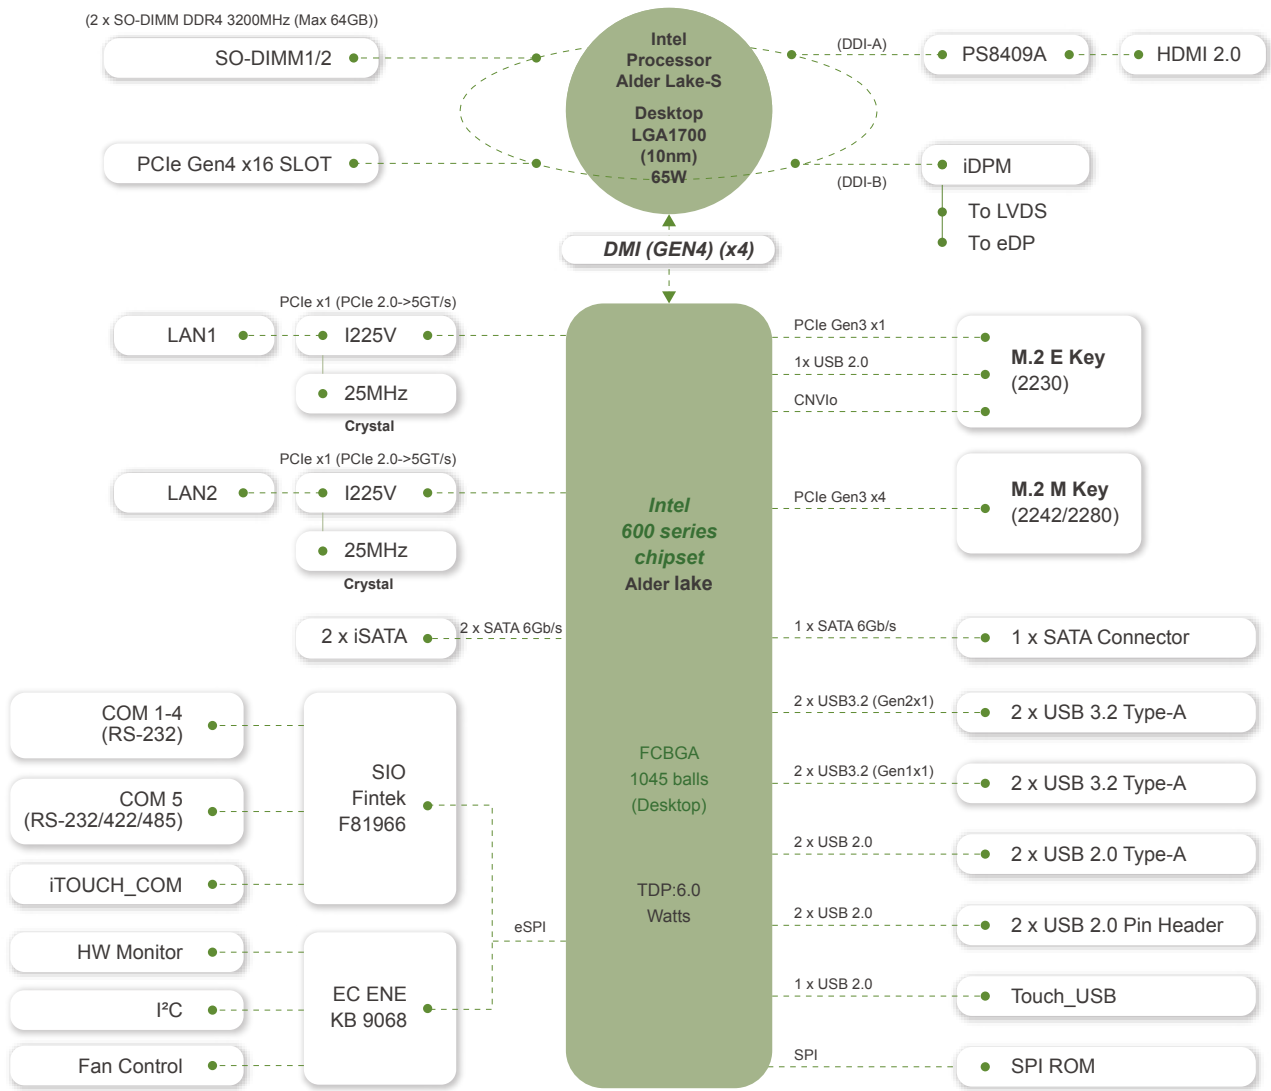 (2 x SO-DIMM DDR4 3200MHz (Max 64GB))
SO-DIMM1/2
PCIe Gen4 x16 SLOT
Intel
Processor
Alder Lake-S
Desktop
LGA1700
(10nm)
65W
(DDI-A)
PS8409A
HDMI 2.0
(DDI-B)
iDPM
To LVDS
To eDP
DMI (GEN4) (x4)
PCIe x1 (PCIe 2.0->5GT/s)
LAN1
I225V
25MHz
Crystal
PCIe x1 (PCIe 2.0->5GT/s)
LAN2
I225V
25MHz
Crystal
2 x iSATA
2 x SATA 6Gb/s
COM 1-4
(RS-232)
COM 5
(RS-232/422/485)
iTOUCH_COM
SIO
Fintek
F81966
HW Monitor
I²C
Fan Control
EC ENE
KB 9068
eSPI
Intel
600 series
chipset
Alder lake
FCBGA
1045 balls
(Desktop)
TDP:6.0
Watts
PCIe Gen3 x1
1x USB 2.0
CNVIo
M.2 E Key
(2230)
PCIe Gen3 x4
M.2 M Key
(2242/2280)
1 x SATA 6Gb/s
1 x SATA Connector
2 x USB3.2 (Gen2x1)
2 x USB 3.2 Type-A
2 x USB3.2 (Gen1x1)
2 x USB 3.2 Type-A
2 x USB 2.0
2 x USB 2.0 Type-A
2 x USB 2.0
2 x USB 2.0 Pin Header
1 x USB 2.0
Touch_USB
SPI
SPI ROM